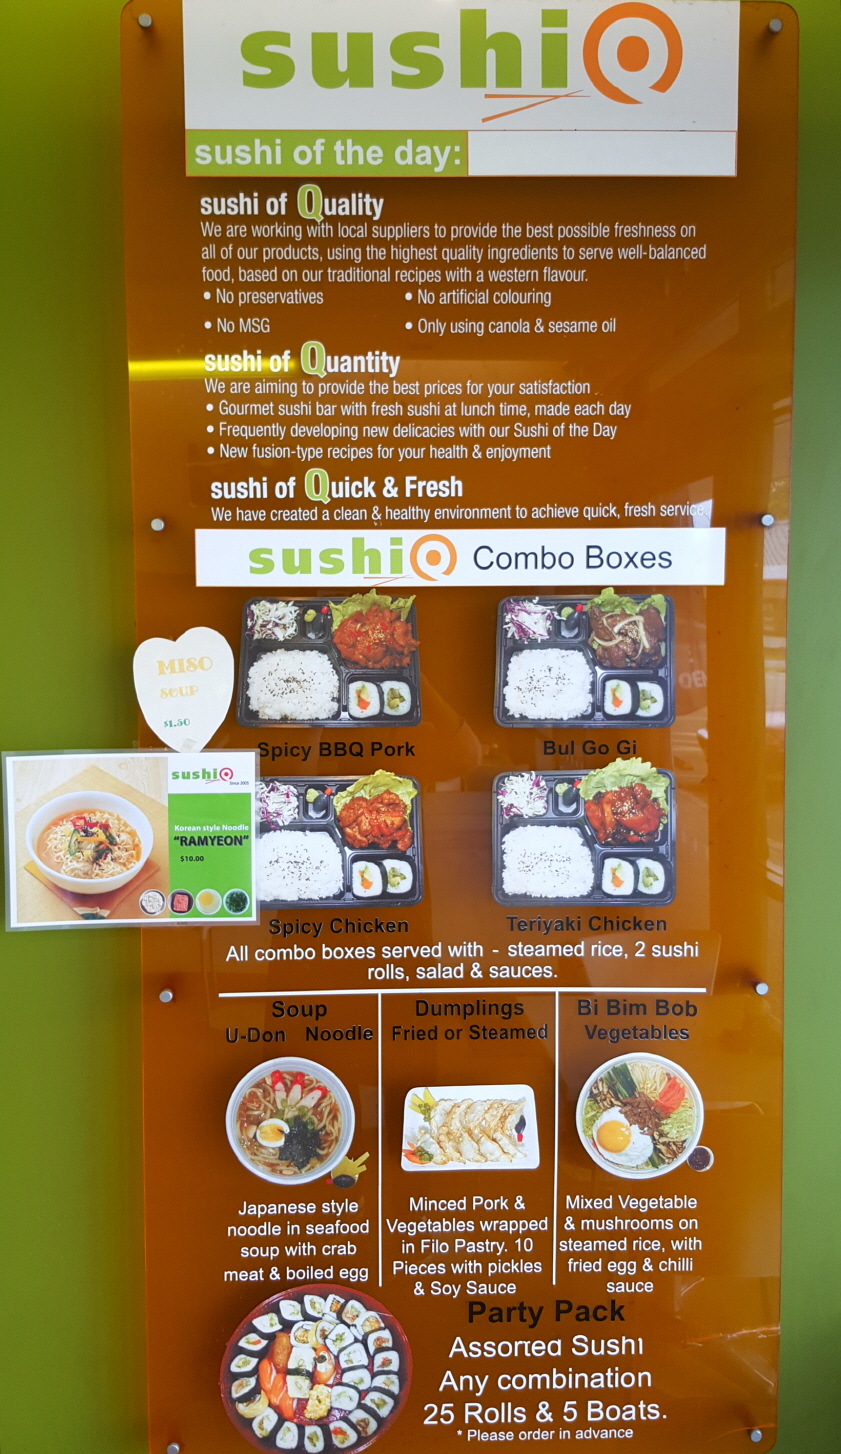 sushiQ
sushi of the day:
sushi of Quality
We are working with local suppliers to provide the best possible freshness on
all of our products, using the highest quality ingredients to serve well-balanced
food, based on our traditional recipes with a western flavour.
• No preservatives • No artificial colouring
• No MSG • Only using canola & sesame oil
sushi of Quantity
We are aiming to provide the best prices for your satisfaction
• Gourmet sushi bar with fresh sushi at lunch time, made each day
• Frequently developing new delicacies with our Sushi of the Day
• New fusion-type recipes for your health & enjoyment
sushi of Quick & Fresh
We have created a clean & healthy environment to achieve quick, fresh service.
sushiQ Combo Boxes
MISO
SOUP
$1.50
Spicy BBQ Pork
Bul Go Gi
sushiQ
Since 2005
Korean style Noodle
"RAMYEON"
$10.00
Spicy Chicken
Teriyaki Chicken
All combo boxes served with - steamed rice, 2 sushi
rolls, salad & sauces.
Soup
U-Don Noodle
Japanese style
noodle in seafood
soup with crab
meat & boiled egg
Dumplings
Fried or Steamed
Minced Pork &
Vegetables wrapped
in Filo Pastry. 10
Pieces with pickles
& Soy Sauce
Bi Bim Bob
Vegetables
Mixed Vegetable
& mushrooms on
steamed rice, with
fried egg & chilli
sauce
Party Pack
Assorted Sushi
Any combination
25 Rolls & 5 Boats.
* Please order in advance